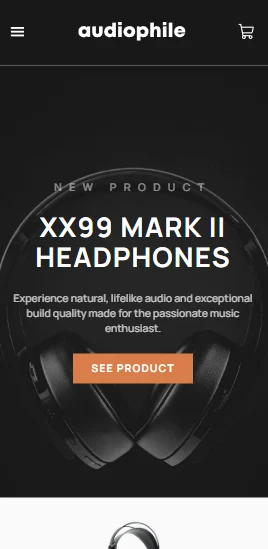 audiophile
NEW PRODUCT
XX99 MARK II
HEADPHONES
Experience natural, lifelike audio and exceptional
build quality made for the passionate music
enthusiast.
SEE PRODUCT